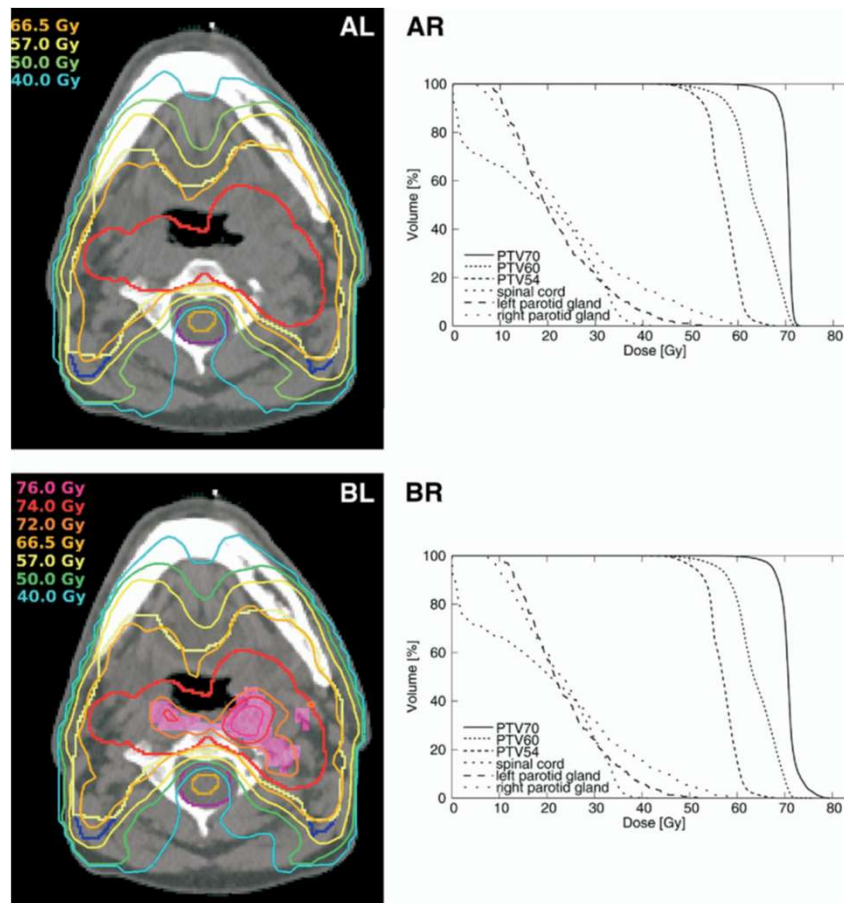 66.5 Gy
57.0 Gy
50.0 Gy
40.0 Gy
AL
AR
100
80
60
40
20
0
Volume [%]
PTV70
PTV60
PTV54
spinal cord
left parotid gland
right parotid gland
0 10 20 30 40 50 60 70 80
Dose [Gy]
76.0 Gy
74.0 Gy
72.0 Gy
66.5 Gy
57.0 Gy
50.0 Gy
40.0 Gy
BL
BR
100
80
60
40
20
0
Volume [%]
PTV70
PTV60
PTV54
spinal cord
left parotid gland
right parotid gland
0 10 20 30 40 50 60 70 80
Dose [Gy]